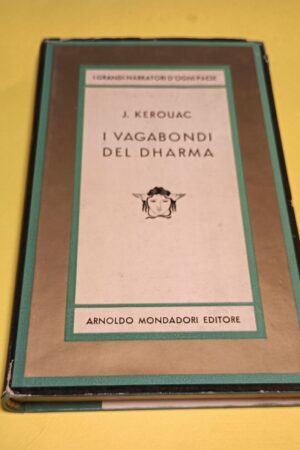 I GRANDI NARRATORI D'OGNI PAESE
J. KEROUAC
I VAGABONDI
DEL DHARMA
ARNOLDO MONDADORI EDITORE